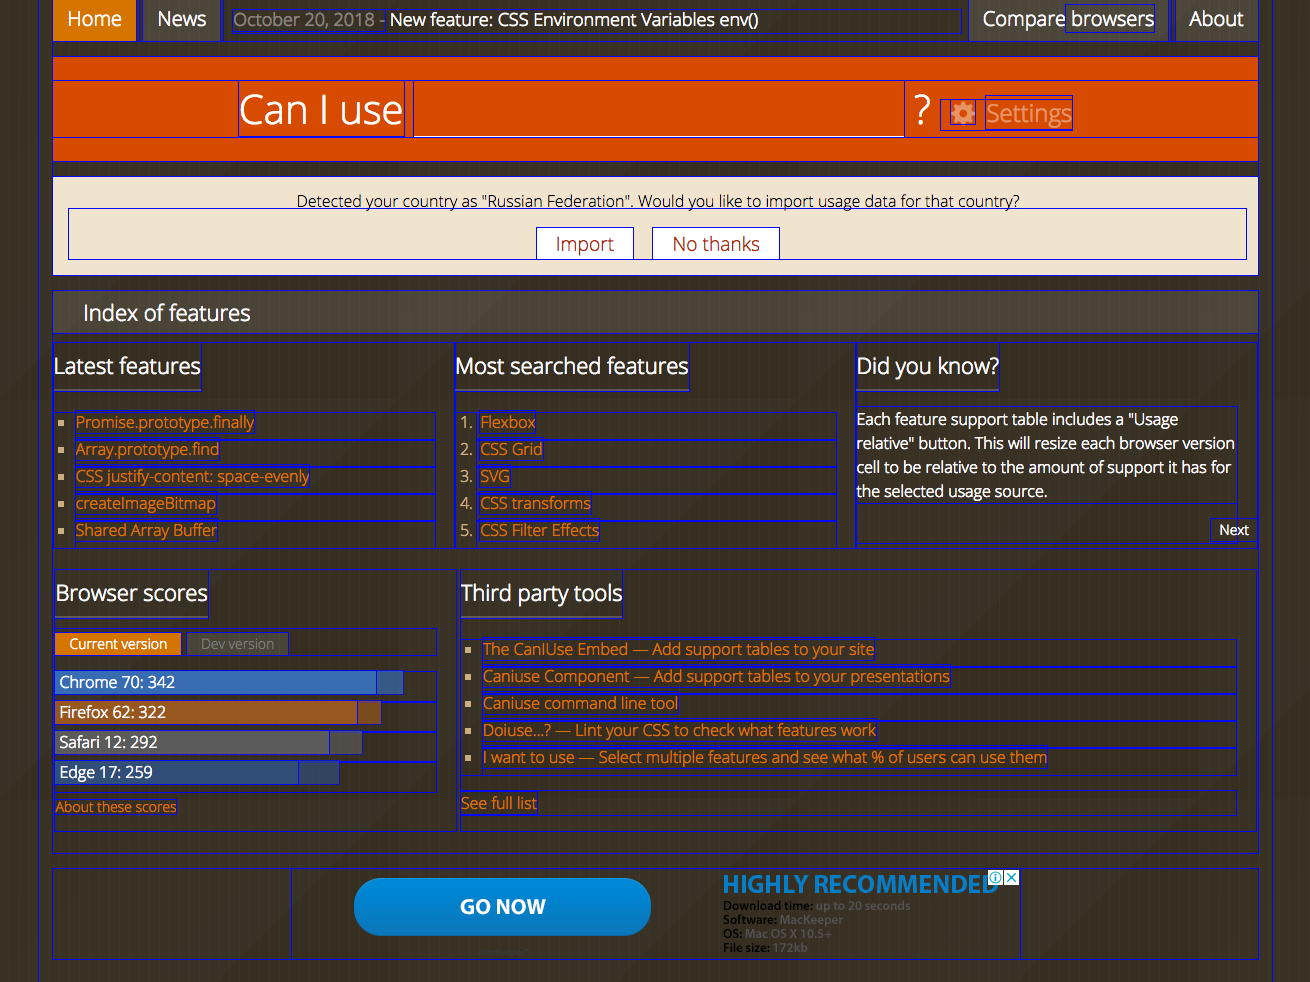 Home
News
October 20, 2018 - New feature: CSS Environment Variables env()
Compare browsers
About
Can I use
?
Settings
Detected your country as "Russian Federation". Would you like to import usage data for that country?
Import
No thanks
Index of features
Latest features
Promise.prototype.finally
Array.prototype.find
CSS justify-content: space-evenly
createImageBitmap
Shared Array Buffer
Most searched features
1. Flexbox
2. CSS Grid
3. SVG
4. CSS transforms
5. CSS Filter Effects
Did you know?
Each feature support table includes a "Usage
relative" button. This will resize each browser version
cell to be relative to the amount of support it has for
the selected usage source.
Next
Browser scores
Current version
Dev version
Chrome 70: 342
Firefox 62: 322
Safari 12: 292
Edge 17: 259
About these scores
Third party tools
The CanIUse Embed — Add support tables to your site
Caniuse Component — Add support tables to your presentations
Caniuse command line tool
Doiuse...? — Lint your CSS to check what features work
I want to use — Select multiple features and see what % of users can use them
See full list
GO NOW
HIGHLY RECOMMENDED
Download time: up to 20 seconds
Software: MacKeeper
OS: Mac OS X 10.5+
File size: 172kb